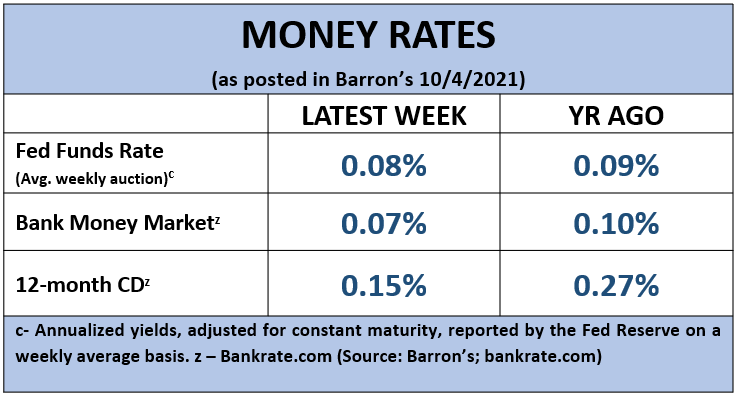 MONEY RATES
(as posted in Barron’s 10/4/2021)
LATEST WEEK YR AGO
Fed Funds Rate
(Avg. weekly auction)c 0.08% 0.09%
Bank Money Marketz 0.07% 0.10%
12-month CDz 0.15% 0.27%
c- Annualized yields, adjusted for constant maturity, reported by the Fed Reserve on a
weekly average basis. z – Bankrate.com (Source: Barron’s; bankrate.com)